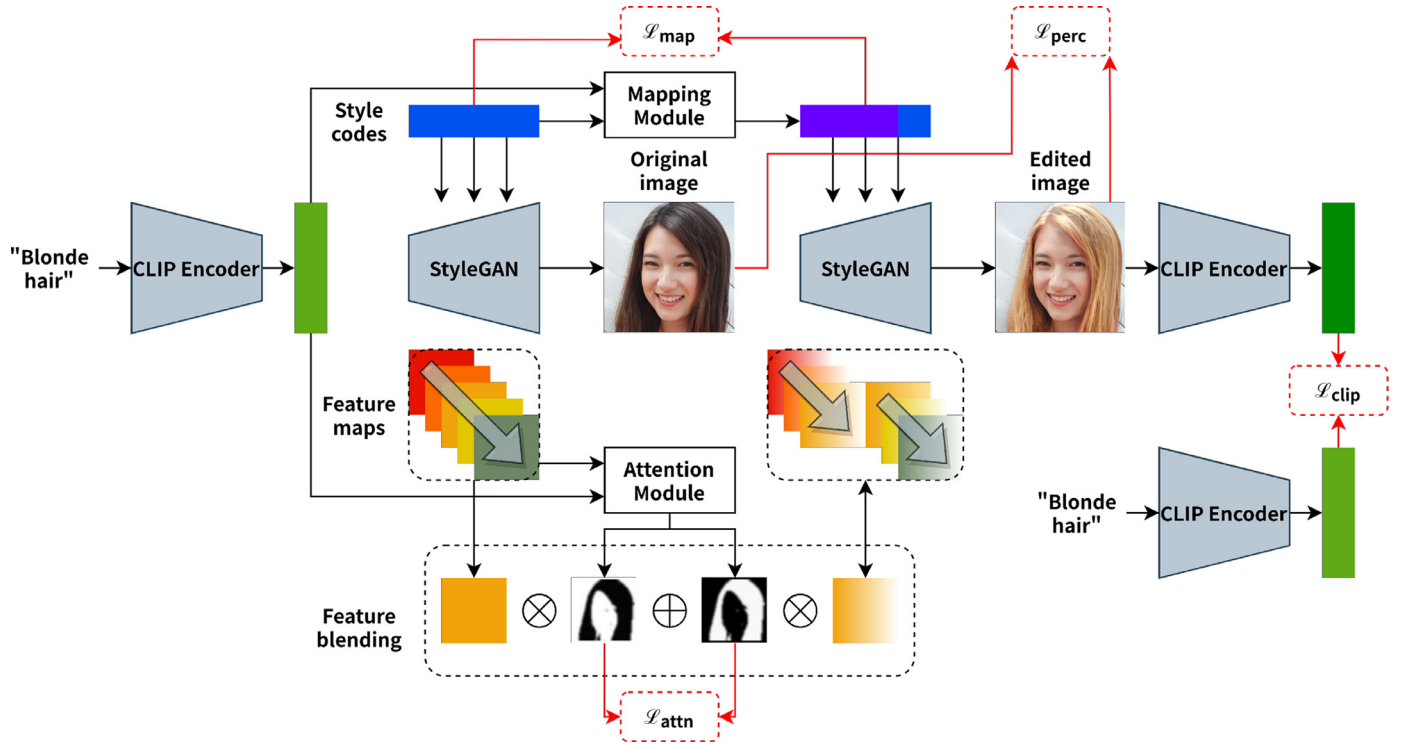 ℒmap
ℒperc
Style
codes
Mapping
Module
Original
image
Edited
image
"Blonde
hair"
CLIP Encoder
StyleGAN
StyleGAN
CLIP Encoder
Feature
maps
Attention
Module
ℒclip
"Blonde
hair"
CLIP Encoder
Feature
blending
ℒattn